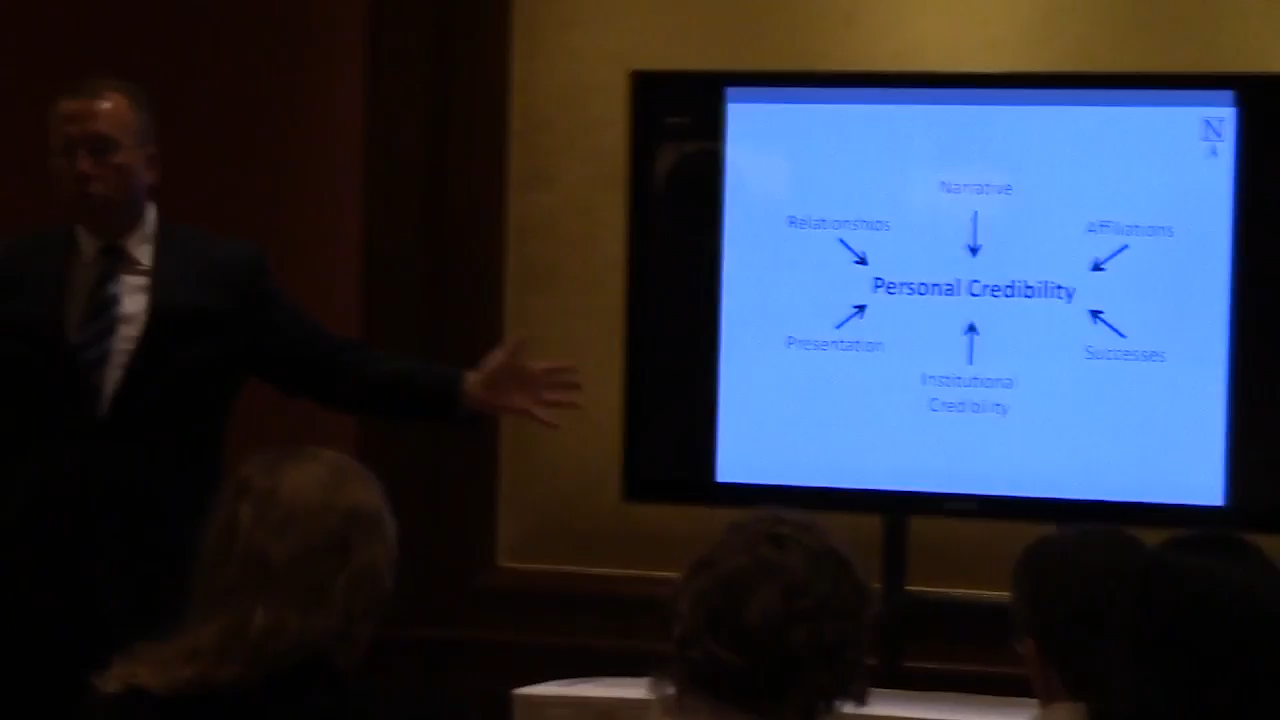 N
Narrative
Relationships
Affiliations
Personal Credibility
Presentation
Successes
Institutional
Credibility